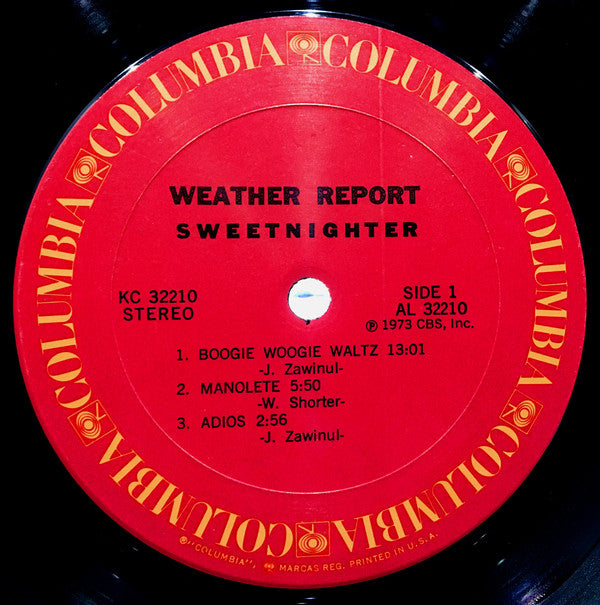 COLUMBIA COLUMBIA COLUMBIA COLUMBIA COLUMBIA COLUMBIA COLUMBIA COLUMBIA
WEATHER REPORT
SWEETNIGHTER
KC 32210
STEREO
SIDE 1
AL 32210
Ⓟ 1973 CBS, Inc.
1. BOOGIE WOOGIE WALTZ 13:01
-J. Zawinul-
2. MANOLETE 5:50
-W. Shorter-
3. ADIOS 2:56
-J. Zawinul-
®"COLUMBIA", MARCAS REG. PRINTED IN U.S.A.